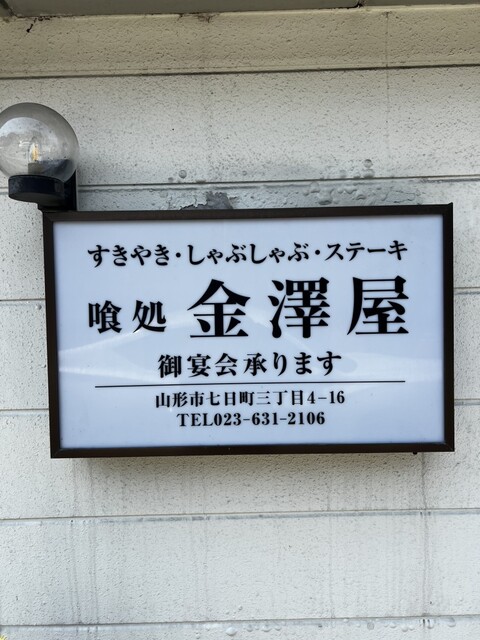 すきやき・しゃぶしゃぶ・ステーキ
喰処 金澤屋
御宴会承ります
山形市七日町三丁目4-16
TEL023-631-2106